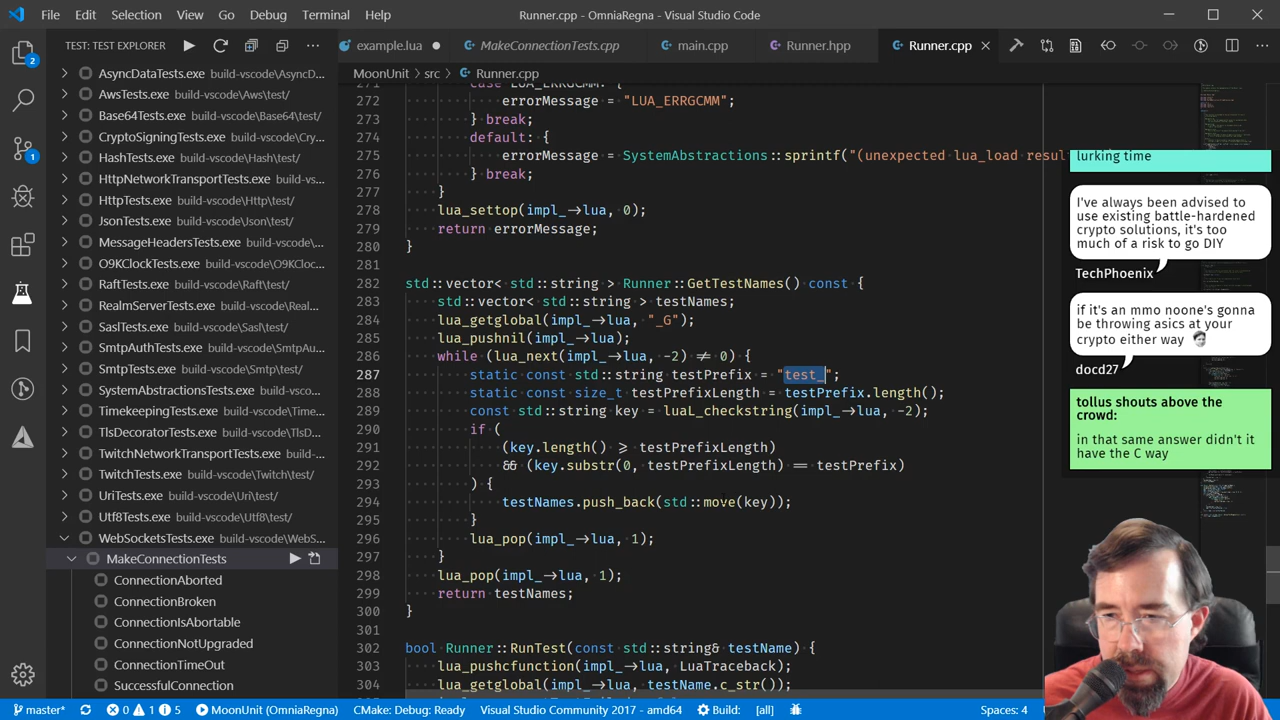 File Edit Selection View Go Debug Terminal Help
Runner.cpp - OmniaRegna - Visual Studio Code
TEST: TEST EXPLORER
example.lua
MakeConnectionTests.cpp
main.cpp
Runner.hpp
Runner.cpp
MoonUnit > src > Runner.cpp
AsyncDataTests.exe build-vscode\AsyncD...
AwsTests.exe build-vscode\Aws\test/
Base64Tests.exe build-vscode\Base64\test/
CryptoSigningTests.exe build-vscode\Cry...
HashTests.exe build-vscode\Hash\test/
HttpNetworkTransportTests.exe build-vs...
HttpTests.exe build-vscode\Http\test/
JsonTests.exe build-vscode\Json\test/
MessageHeadersTests.exe build-vscode\...
O9KClockTests.exe build-vscode\O9KClo...
RaftTests.exe build-vscode\Raft\test/
RealmServerTests.exe build-vscode\Real...
SaslTests.exe build-vscode\Sasl\test/
SmtpAuthTests.exe build-vscode\SmtpAu...
SmtpTests.exe build-vscode\Smtp\test/
SystemAbstractionsTests.exe build-vsco...
TimekeepingTests.exe build-vscode\Time...
TlsDecoratorTests.exe build-vscode\TlsD...
TwitchNetworkTransportTests.exe build-...
TwitchTests.exe build-vscode\Twitch\test/
UriTests.exe build-vscode\Uri\test/
Utf8Tests.exe build-vscode\Utf8\test/
WebSocketsTests.exe build-vscode\WebS...
MakeConnectionTests
ConnectionAborted
ConnectionBroken
ConnectionIsAbortable
ConnectionNotUpgraded
ConnectionTimeOut
SuccessfulConnection
271 case LUA_ERRGCMM: {
272 errorMessage = "LUA_ERRGCMM";
273 } break;
274 default: {
275 errorMessage = SystemAbstractions::sprintf("(unexpected lua_load resul
276 } break;
277 }
278 lua_settop(impl_->lua, 0);
279 return errorMessage;
280 }
281
282 std::vector< std::string > Runner::GetTestNames() const {
283 std::vector< std::string > testNames;
284 lua_getglobal(impl_->lua, "_G");
285 lua_pushnil(impl_->lua);
286 while (lua_next(impl_->lua, -2) != 0) {
287 static const std::string testPrefix = "test_";
288 static const size_t testPrefixLength = testPrefix.length();
289 const std::string key = luaL_checkstring(impl_->lua, -2);
290 if (
291 (key.length() >= testPrefixLength)
292 && (key.substr(0, testPrefixLength) == testPrefix)
293 ) {
294 testNames.push_back(std::move(key));
295 }
296 lua_pop(impl_->lua, 1);
297 }
298 lua_pop(impl_->lua, 1);
299 return testNames;
300 }
301
302 bool Runner::RunTest(const std::string& testName) {
303 lua_pushcfunction(impl_->lua, LuaTraceback);
304 lua_getglobal(impl_->lua, testName.c_str());
lurking time
I've always been advised to
use existing battle-hardened
crypto solutions, it's too
much of a risk to go DIY
TechPhoenix
if it's an mmo noone's gonna
be throwing asics at your
crypto either way
docd27
tollus shouts above the
crowd:
in that same answer didn't it
have the C way
2
1
master* 0 1 5 MoonUnit (OmniaRegna) CMake: Debug: Ready Visual Studio Community 2017 - amd64 Build: [all] Spaces: 4